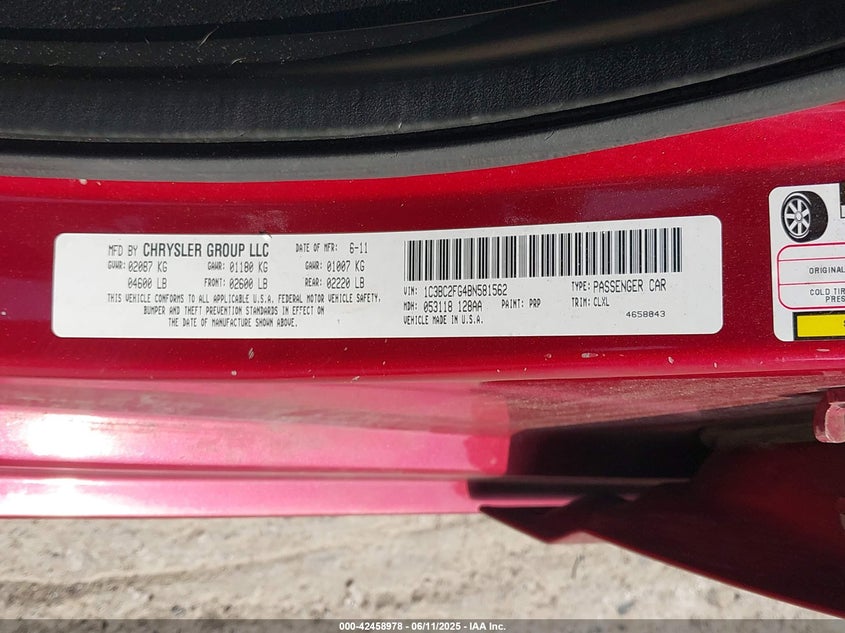 MFD BY CHRYSLER GROUP LLC DATE OF MFR: 6-11
GVWR: 02087 KG GAWR: 01180 KG GAWR: 01007 KG
04600 LB FRONT: 02600 LB REAR: 02220 LB
THIS VEHICLE CONFORMS TO ALL APPLICABLE U.S.A. FEDERAL MOTOR VEHICLE SAFETY,
BUMPER AND THEFT PREVENTION STANDARDS IN EFFECT ON
THE DATE OF MANUFACTURE SHOWN ABOVE.
VIN: 1C3BC2FG4BN581562 TYPE: PASSENGER CAR
MDH: 053118 128AA PAINT: PRP TRIM: CLXL
VEHICLE MADE IN U.S.A. 4658043
ORIGINAL
COLD TI
PRES
000-42458978 - 06/11/2025 - IAA Inc.